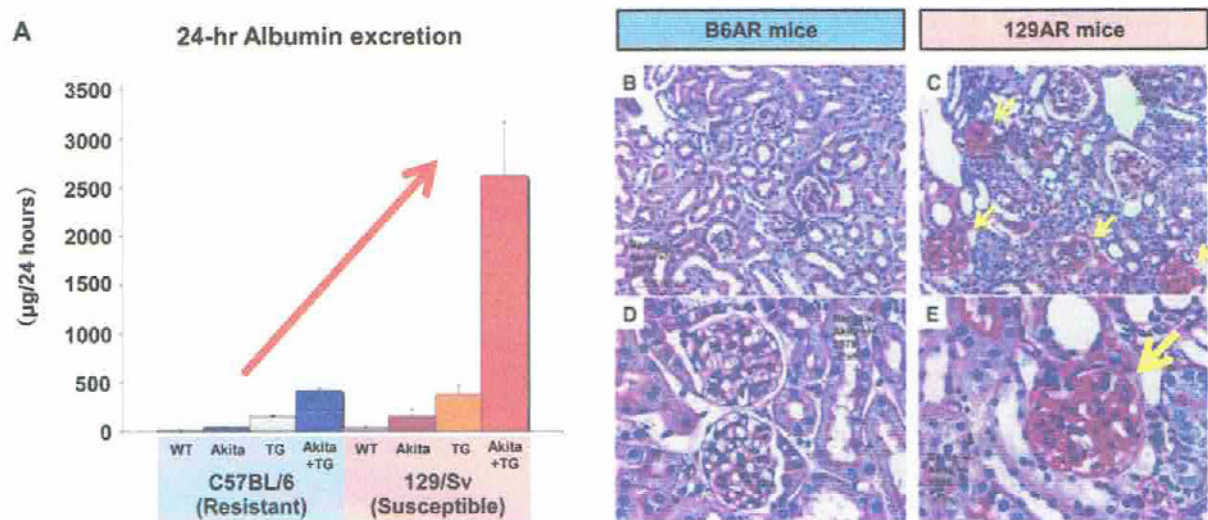 A
24-hr Albumin excretion
3500
3000
2500
2000
1500
1000
500
0
(µg/24 hours)
WT Akita TG Akita +TG WT Akita TG Akita +TG
C57BL/6 129/Sv
(Resistant) (Susceptible)
B6AR mice 129AR mice
B C
D E